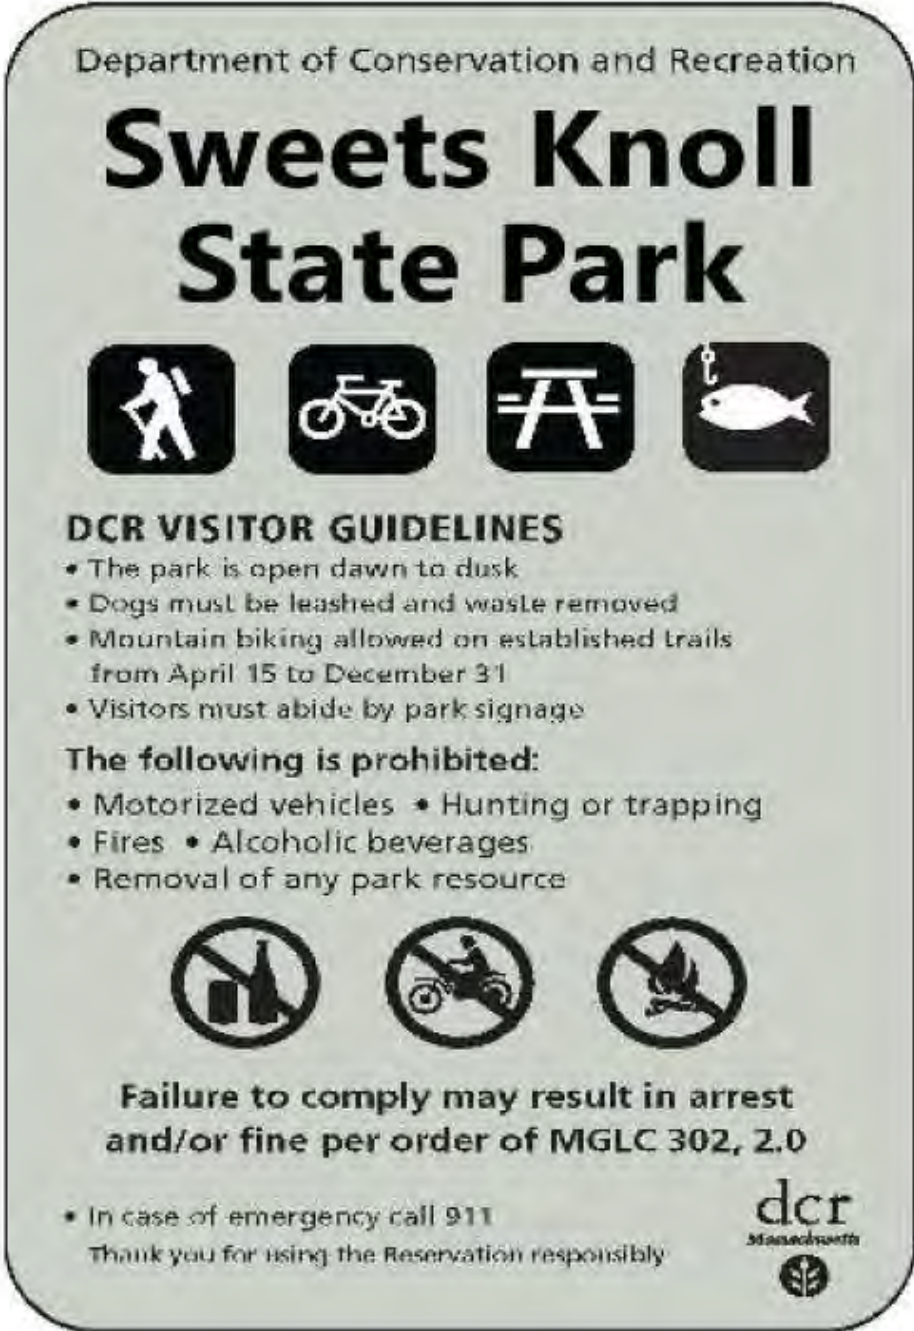 Department of Conservation and Recreation
Sweets Knoll
State Park
DCR VISITOR GUIDELINES
• The park is open dawn to dusk
• Dogs must be leashed and waste removed
• Mountain biking allowed on established trails
from April 15 to December 31
• Visitors must abide by park signage
The following is prohibited:
• Motorized vehicles • Hunting or trapping
• Fires • Alcoholic beverages
• Removal of any park resource
Failure to comply may result in arrest
and/or fine per order of MGLC 302, 2.0
• In case of emergency call 911
Thank you for using the Reservation responsibly
dcr
Massachusetts